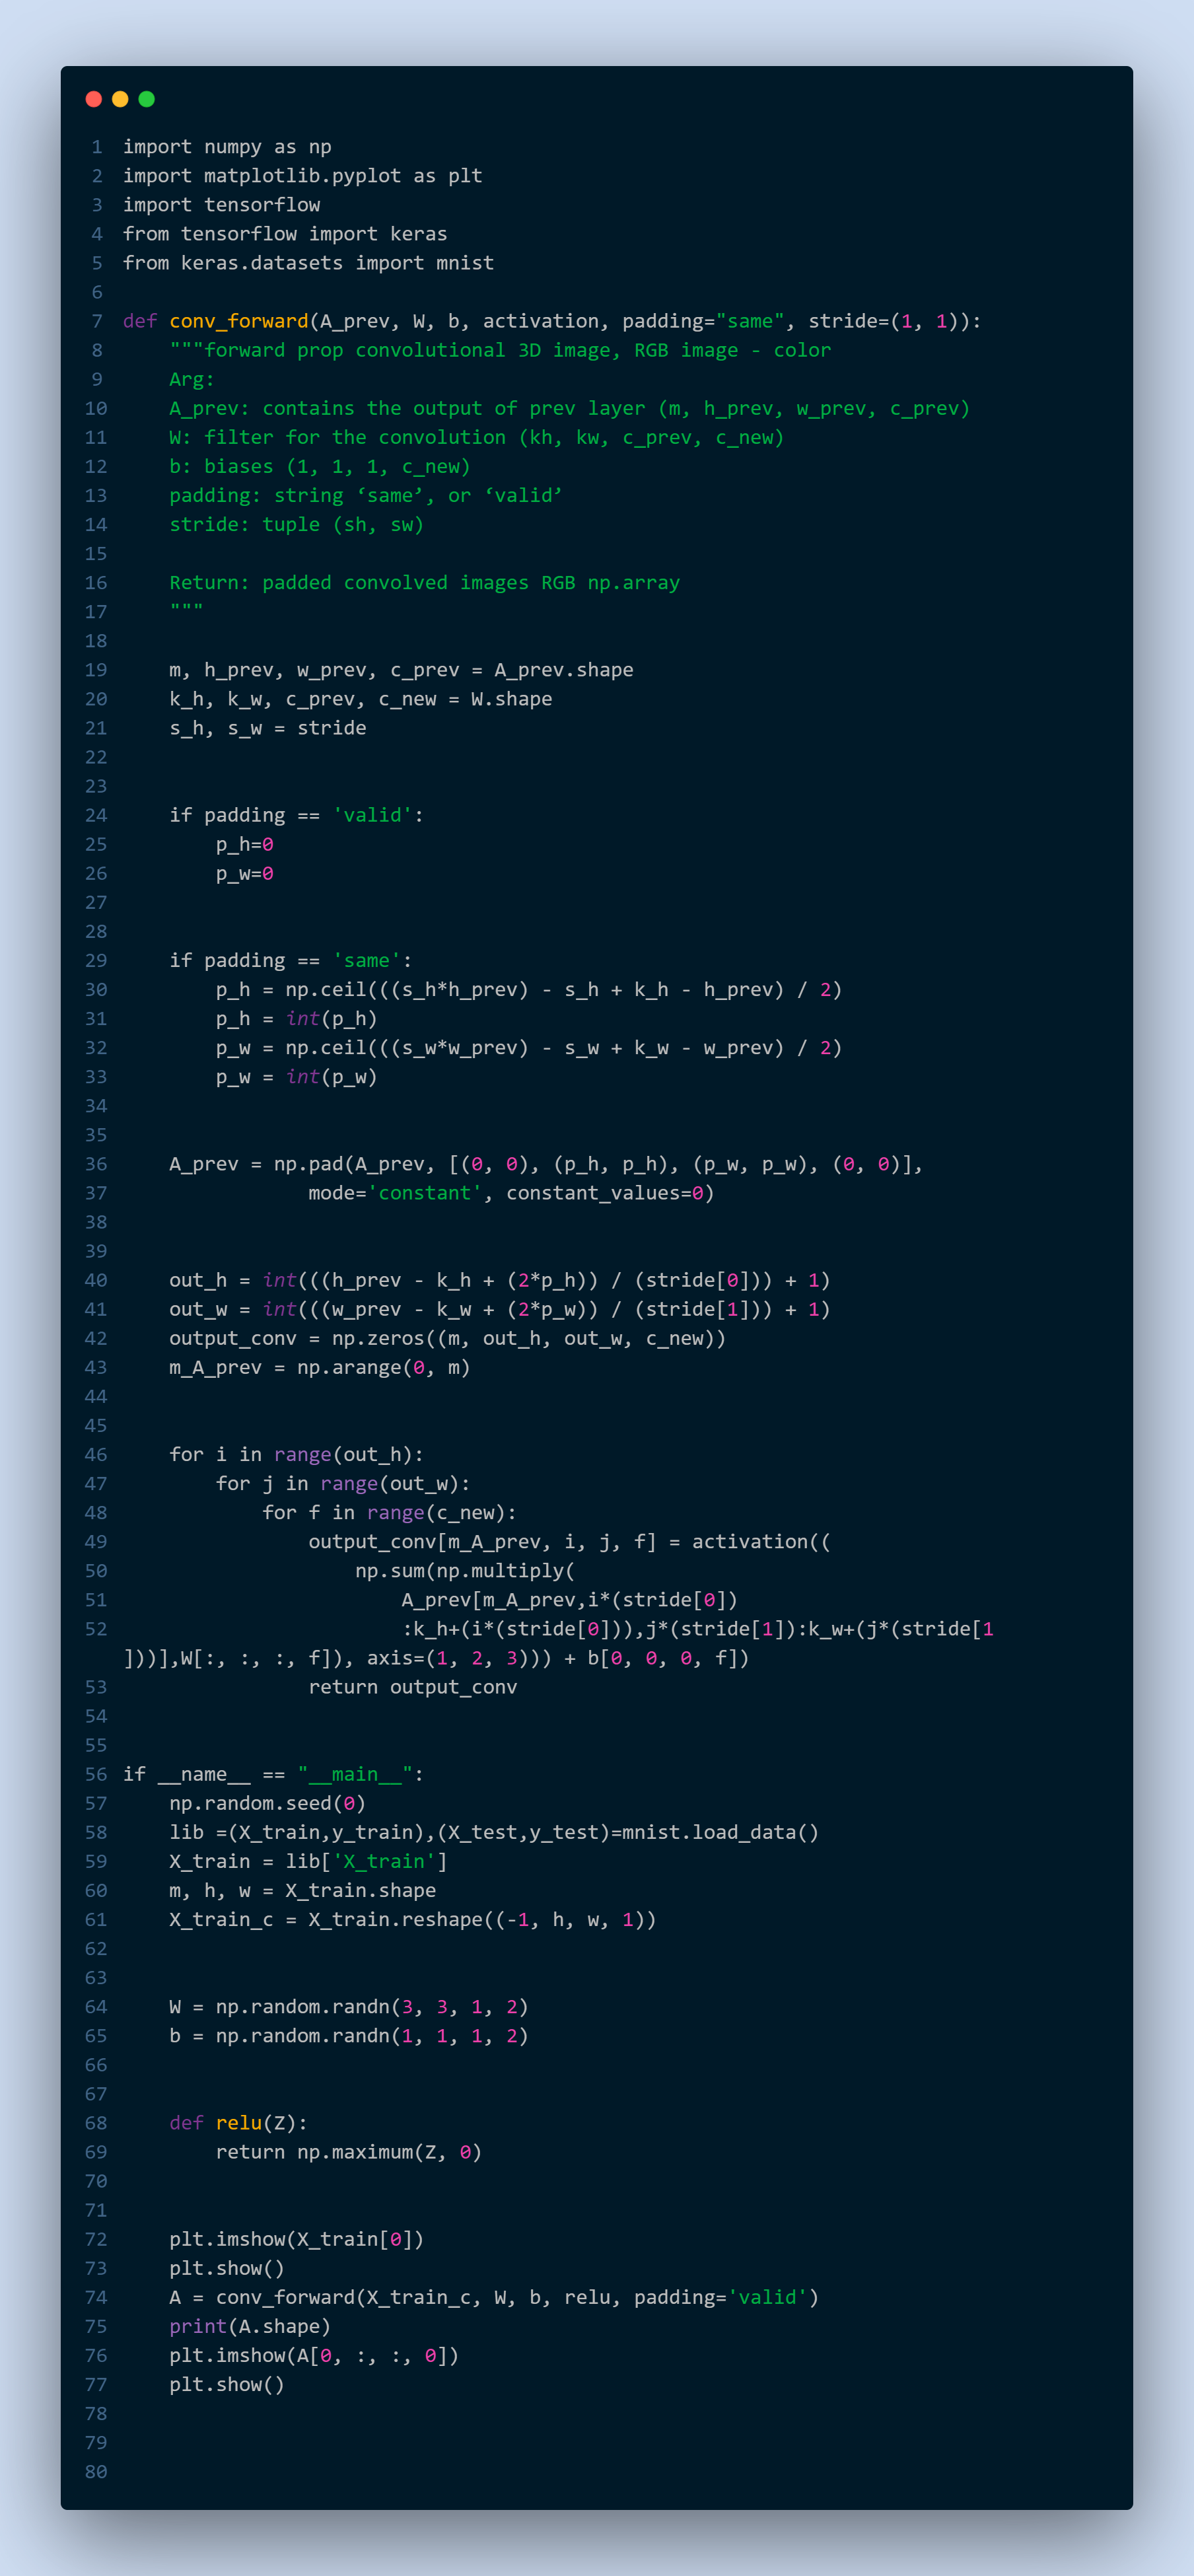 1 import numpy as np
2 import matplotlib.pyplot as plt
3 import tensorflow
4 from tensorflow import keras
5 from keras.datasets import mnist
6
7 def conv_forward(A_prev, W, b, activation, padding="same", stride=(1, 1)):
8     """forward prop convolutional 3D image, RGB image - color
9     Arg:
10     A_prev: contains the output of prev layer (m, h_prev, w_prev, c_prev)
11     W: filter for the convolution (kh, kw, c_prev, c_new)
12     b: biases (1, 1, 1, c_new)
13     padding: string ‘same’, or ‘valid’
14     stride: tuple (sh, sw)
15
16     Return: padded convolved images RGB np.array
17     """
18
19     m, h_prev, w_prev, c_prev = A_prev.shape
20     k_h, k_w, c_prev, c_new = W.shape
21     s_h, s_w = stride
22
23
24     if padding == 'valid':
25         p_h=0
26         p_w=0
27
28
29     if padding == 'same':
30         p_h = np.ceil(((s_h*h_prev) - s_h + k_h - h_prev) / 2)
31         p_h = int(p_h)
32         p_w = np.ceil(((s_w*w_prev) - s_w + k_w - w_prev) / 2)
33         p_w = int(p_w)
34
35
36     A_prev = np.pad(A_prev, [(0, 0), (p_h, p_h), (p_w, p_w), (0, 0)],
37                 mode='constant', constant_values=0)
38
39
40     out_h = int(((h_prev - k_h + (2*p_h)) / (stride[0])) + 1)
41     out_w = int(((w_prev - k_w + (2*p_w)) / (stride[1])) + 1)
42     output_conv = np.zeros((m, out_h, out_w, c_new))
43     m_A_prev = np.arange(0, m)
44
45
46     for i in range(out_h):
47         for j in range(out_w):
48             for f in range(c_new):
49                 output_conv[m_A_prev, i, j, f] = activation((
50                     np.sum(np.multiply(
51                         A_prev[m_A_prev,i*(stride[0])
52                         :k_h+(i*(stride[0])),j*(stride[1]):k_w+(j*(stride[1
]))],W[:, :, :, f]), axis=(1, 2, 3))) + b[0, 0, 0, f])
53                 return output_conv
54
55
56 if __name__ == "__main__":
57     np.random.seed(0)
58     lib =(X_train,y_train),(X_test,y_test)=mnist.load_data()
59     X_train = lib['X_train']
60     m, h, w = X_train.shape
61     X_train_c = X_train.reshape((-1, h, w, 1))
62
63
64     W = np.random.randn(3, 3, 1, 2)
65     b = np.random.randn(1, 1, 1, 2)
66
67
68     def relu(Z):
69         return np.maximum(Z, 0)
70
71
72     plt.imshow(X_train[0])
73     plt.show()
74     A = conv_forward(X_train_c, W, b, relu, padding='valid')
75     print(A.shape)
76     plt.imshow(A[0, :, :, 0])
77     plt.show()
78
79
80